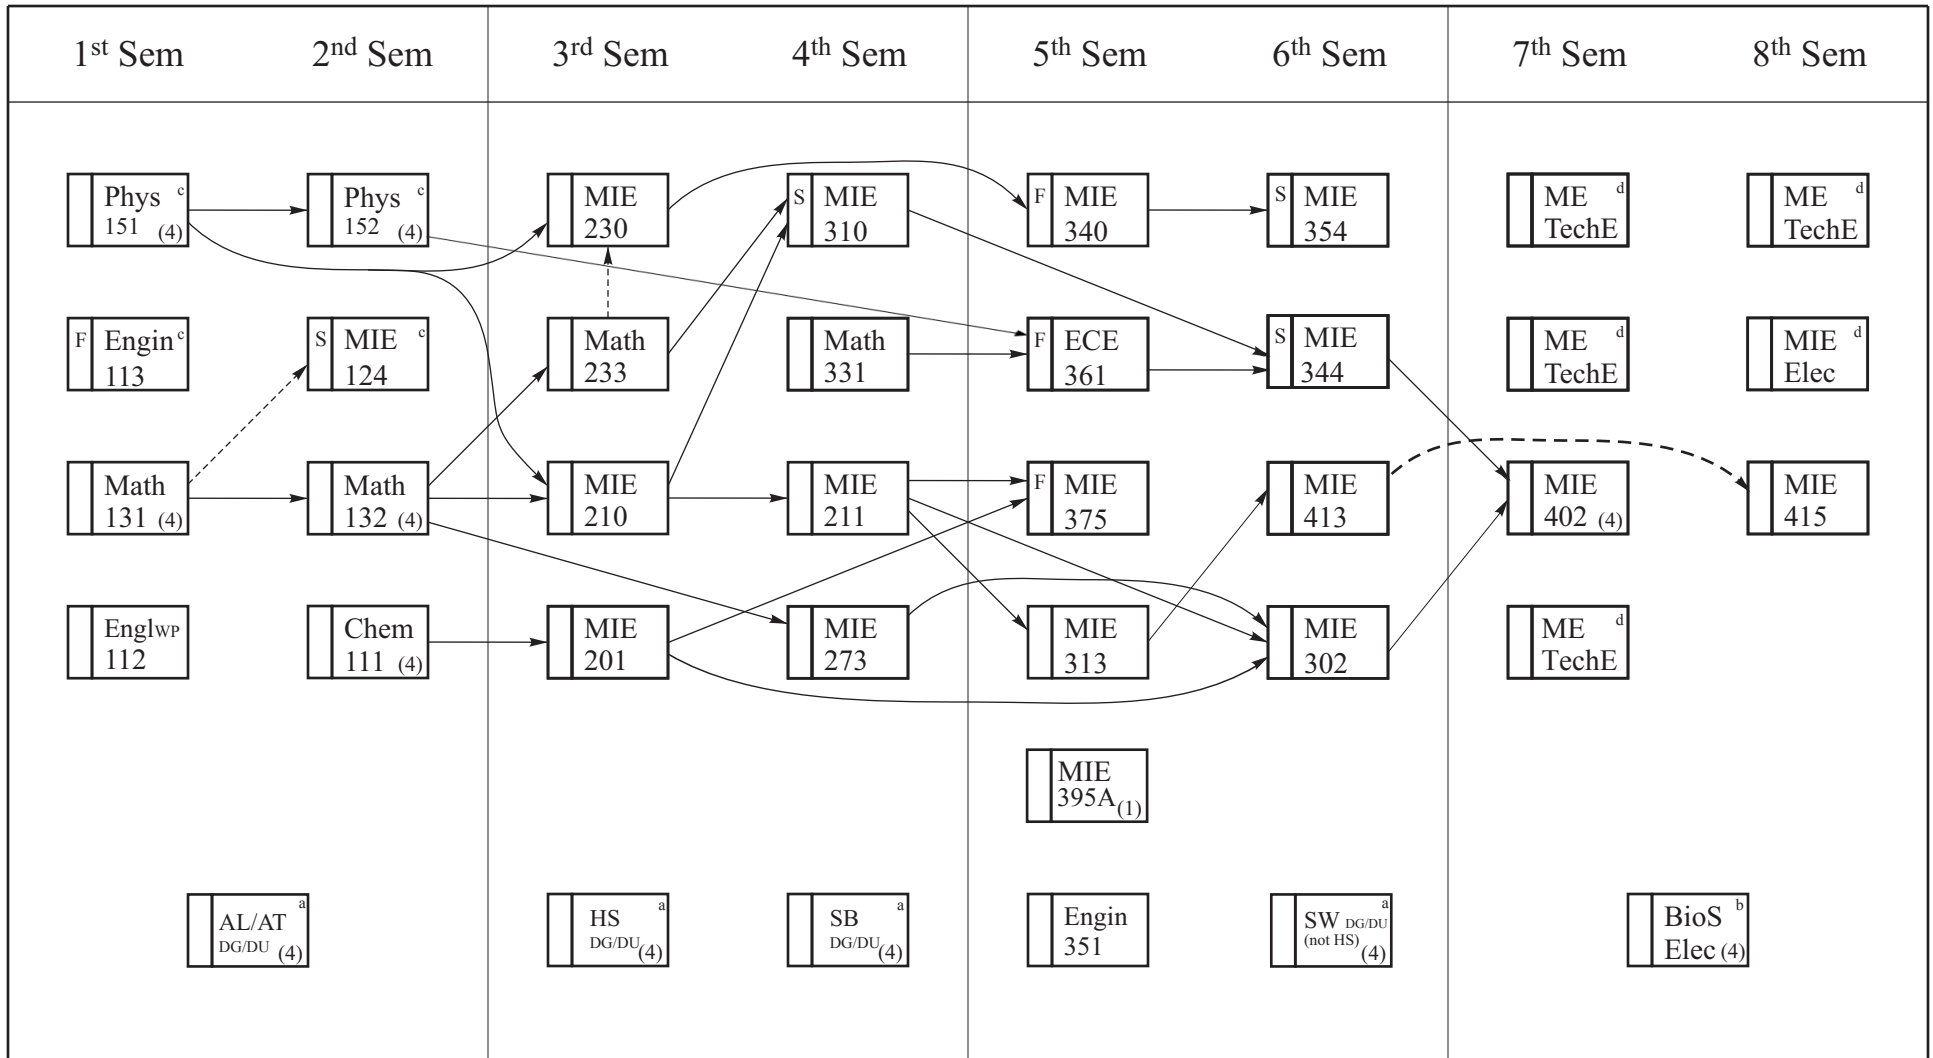 1st Sem
2nd Sem
3rd Sem
4th Sem
5th Sem
6th Sem
7th Sem
8th Sem
Phys c
151 (4)
Phys c
152 (4)
MIE
230
S MIE
310
F MIE
340
S MIE
354
ME d
TechE
ME d
TechE
F Engin c
113
S MIE c
124
Math
233
Math
331
F ECE
361
S MIE
344
ME d
TechE
MIE d
Elec
Math
131 (4)
Math
132 (4)
MIE
210
MIE
211
F MIE
375
MIE
413
MIE
402 (4)
MIE
415
EnglWP
112
Chem
111 (4)
MIE
201
MIE
273
MIE
313
MIE
302
ME d
TechE
MIE
395A (1)
AL/AT a
DG/DU (4)
HS a
DG/DU (4)
SB a
DG/DU (4)
Engin
351
a
SW DG/DU
(not HS) (4)
BioS b
Elec (4)